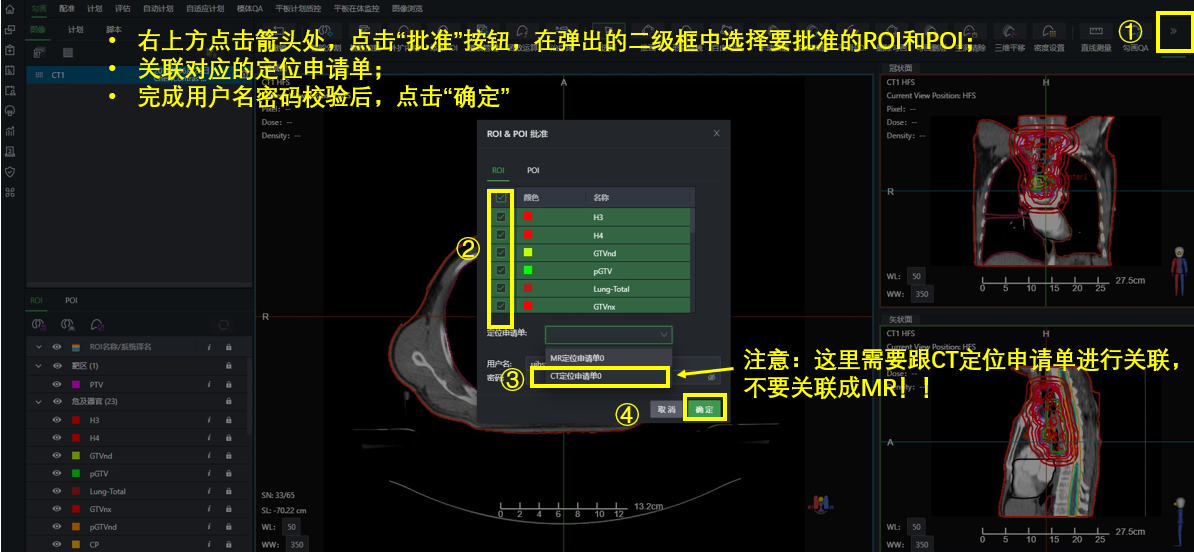 勾画 配准 计划 评估 自动计划 自适应计划 模体QA 平板计划质控 平板在体监控 图像浏览
图像 计划 脚本
• 右上方点击箭头处，点击“批准”按钮，在弹出的二级框中选择要批准的ROI和POI；
• 关联对应的定位申请单；
• 完成用户名密码校验后，点击“确定”
①
三维平移 密度设置 直线测量 勾画QA
CT1
CT1 HFS
Pixel: --
Dose: --
Density: --
A
R
ROI & POI 批准
ROI POI
颜色 名称
H3
H4
GTVnd
pGTV
Lung-Total
GTVnx
②
定位申请单:
MR定位申请单0
CT定位申请单0
用户名:
密码
③
④
取消 确定
注意：这里需要跟CT定位申请单进行关联，
不要关联成MR！！
冠状面
CT1 HFS
Current View Position: HFS
Pixel: --
Dose: --
Density: --
H
R
WL: 50
WW: 350
0 5 10 15 20 25 27.5cm
矢状面
CT1 HFS
Current View Position: HFS
H
A
WL: 50
WW: 350
0 5 10 15 20 25 27.5cm
ROI POI
ROI名称/系统译名
靶区 (1)
PTV
危及器官 (23)
H3
H4
GTVnd
pGTV
Lung-Total
GTVnx
pGTVnd
CP
SN: 33/65
SL: -70.22 cm
WL: 50
WW: 350
0 2 4 6 8 10 12 13.2cm